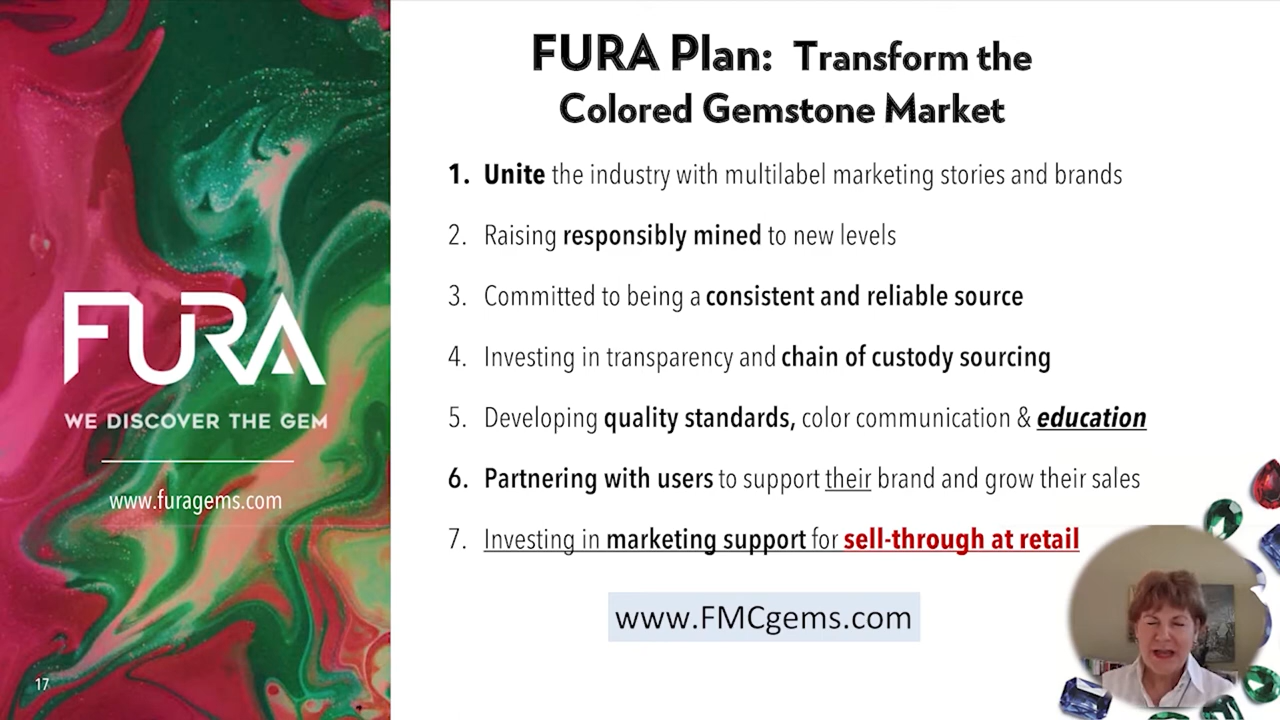 FURA Plan: Transform the
Colored Gemstone Market
1. Unite the industry with multilabel marketing stories and brands
2. Raising responsibly mined to new levels
3. Committed to being a consistent and reliable source
4. Investing in transparency and chain of custody sourcing
5. Developing quality standards, color communication & education
6. Partnering with users to support their brand and grow their sales
7. Investing in marketing support for sell-through at retail
www.FMCgems.com
FURA
WE DISCOVER THE GEM
www.furagems.com
17